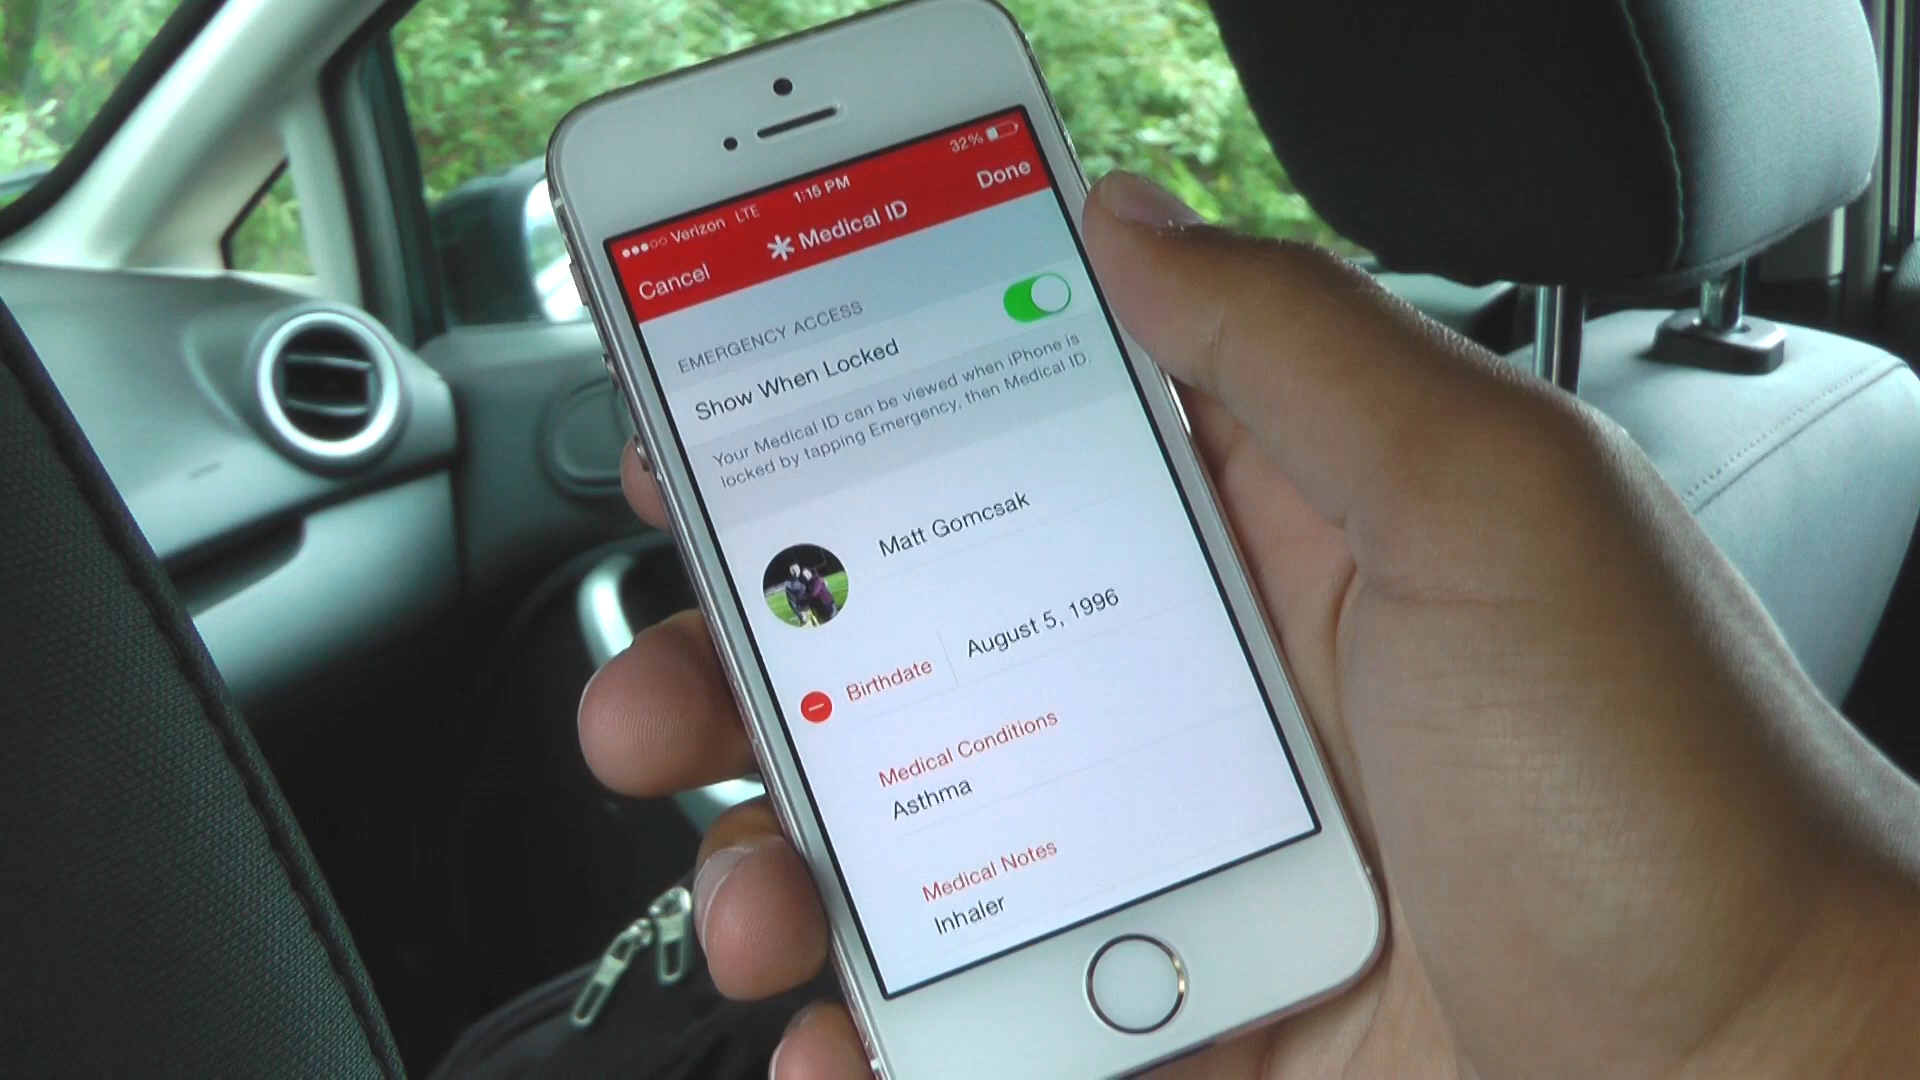 Verizon LTE 1:15 PM 32%
Cancel * Medical ID Done
EMERGENCY ACCESS
Show When Locked
Your Medical ID can be viewed when iPhone is
locked by tapping Emergency, then Medical ID.
Matt Gomcsak
Birthdate August 5, 1996
Medical Conditions
Asthma
Medical Notes
Inhaler